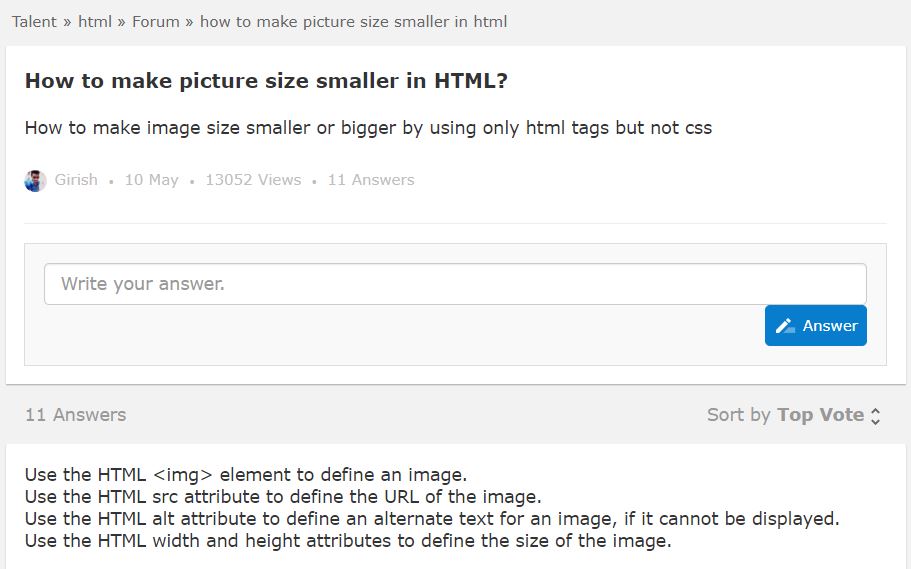 Talent » html » Forum » how to make picture size smaller in html
How to make picture size smaller in HTML?
How to make image size smaller or bigger by using only html tags but not css
Girish • 10 May • 13052 Views • 11 Answers
Write your answer.
Answer
11 Answers
Sort by Top Vote
Use the HTML <img> element to define an image.
Use the HTML src attribute to define the URL of the image.
Use the HTML alt attribute to define an alternate text for an image, if it cannot be displayed.
Use the HTML width and height attributes to define the size of the image.